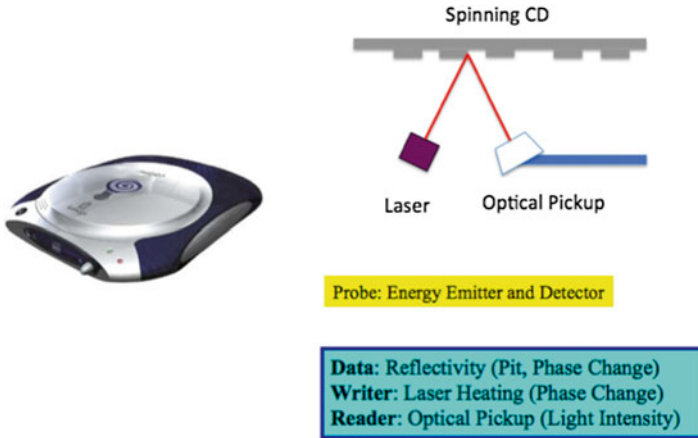 Spinning CD
Laser
Optical Pickup
Probe: Energy Emitter and Detector
Data: Reflectivity (Pit, Phase Change)
Writer: Laser Heating (Phase Change)
Reader: Optical Pickup (Light Intensity)